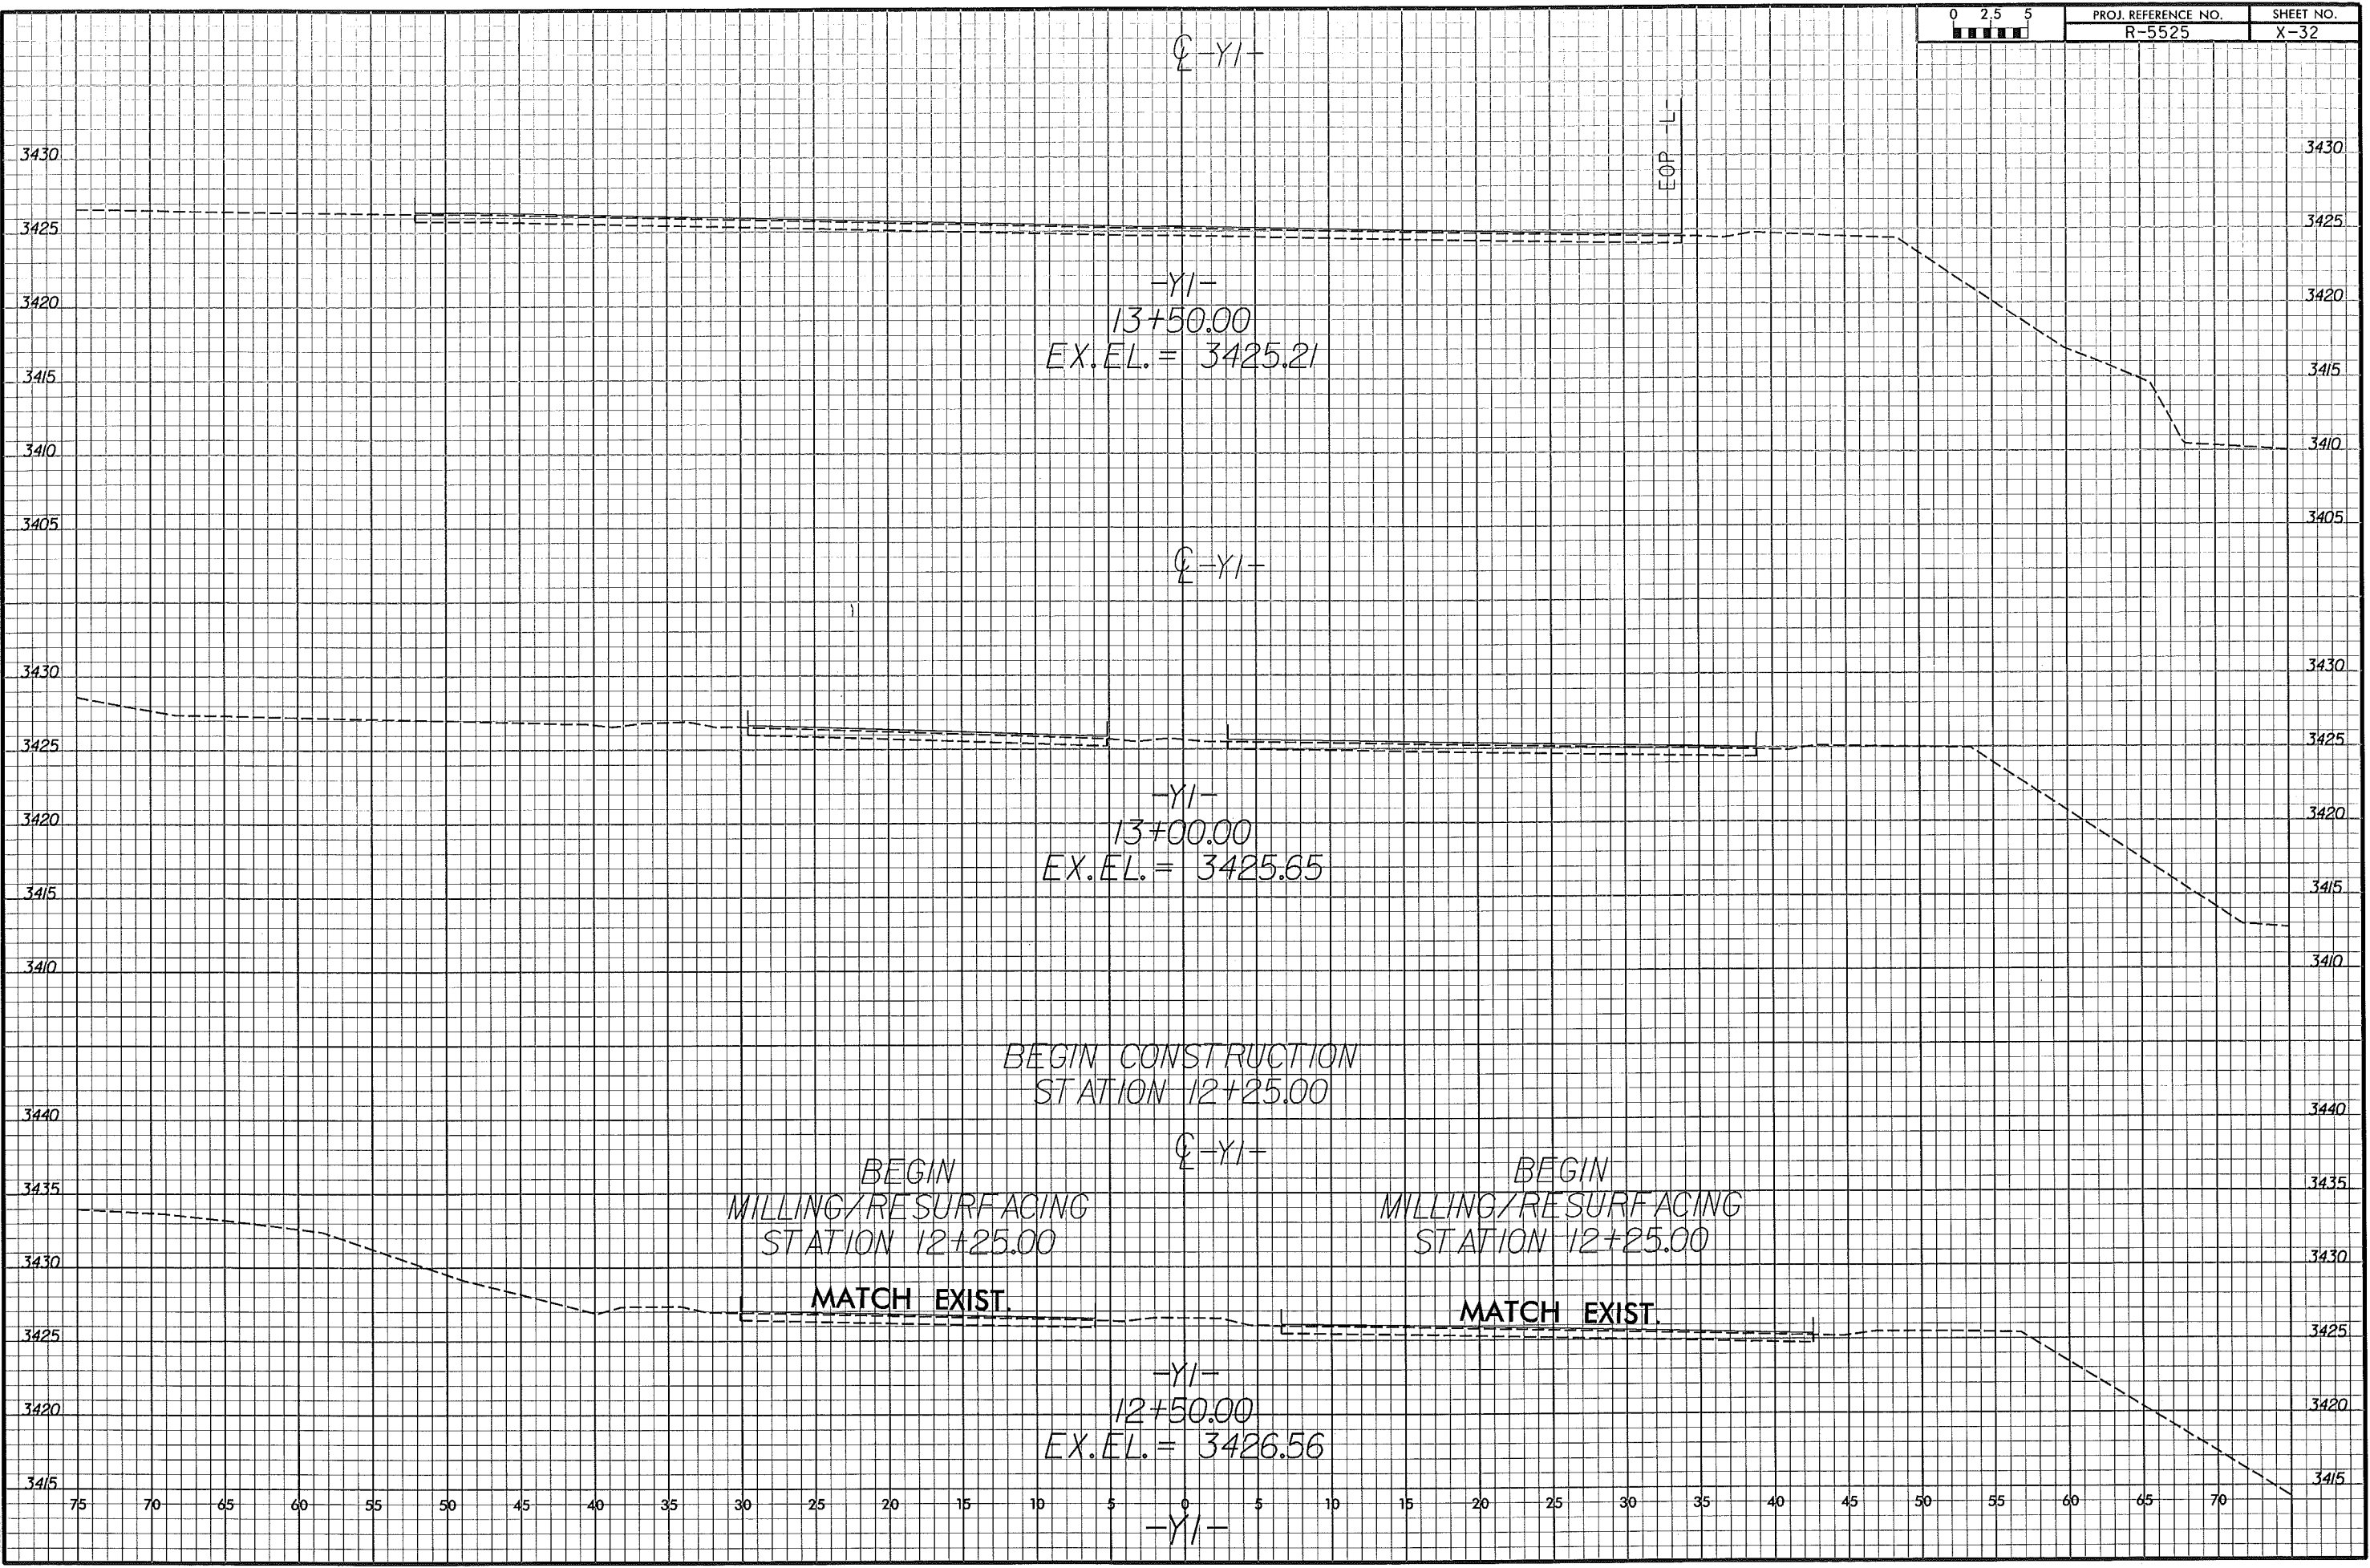 0 2.5 5
PROJ. REFERENCE NO.
SHEET NO.
R-5525
X-32
℄ -Y1-
EOP -L-
3430 3430
3425 3425
-Y1-
3420 3420
13+50.00
EX. EL. = 3425.21
3415 3415
3410 3410
3405 3405
℄ -Y1-
3430 3430
3425 3425
-Y1-
3420 3420
13+00.00
EX. EL. = 3425.65
3415 3415
3410 3410
BEGIN CONSTRUCTION
STATION 12+25.00
3440 3440
℄ -Y1-
BEGIN
MILLING/RESURFACING
STATION 12+25.00
BEGIN
MILLING/RESURFACING
STATION 12+25.00
3435 3435
3430 3430
MATCH EXIST.
MATCH EXIST.
3425 3425
-Y1-
3420 3420
12+50.00
EX. EL. = 3426.56
3415 3415
75 70 65 60 55 50 45 40 35 30 25 20 15 10 5 0 5 10 15 20 25 30 35 40 45 50 55 60 65 70
-Y1-